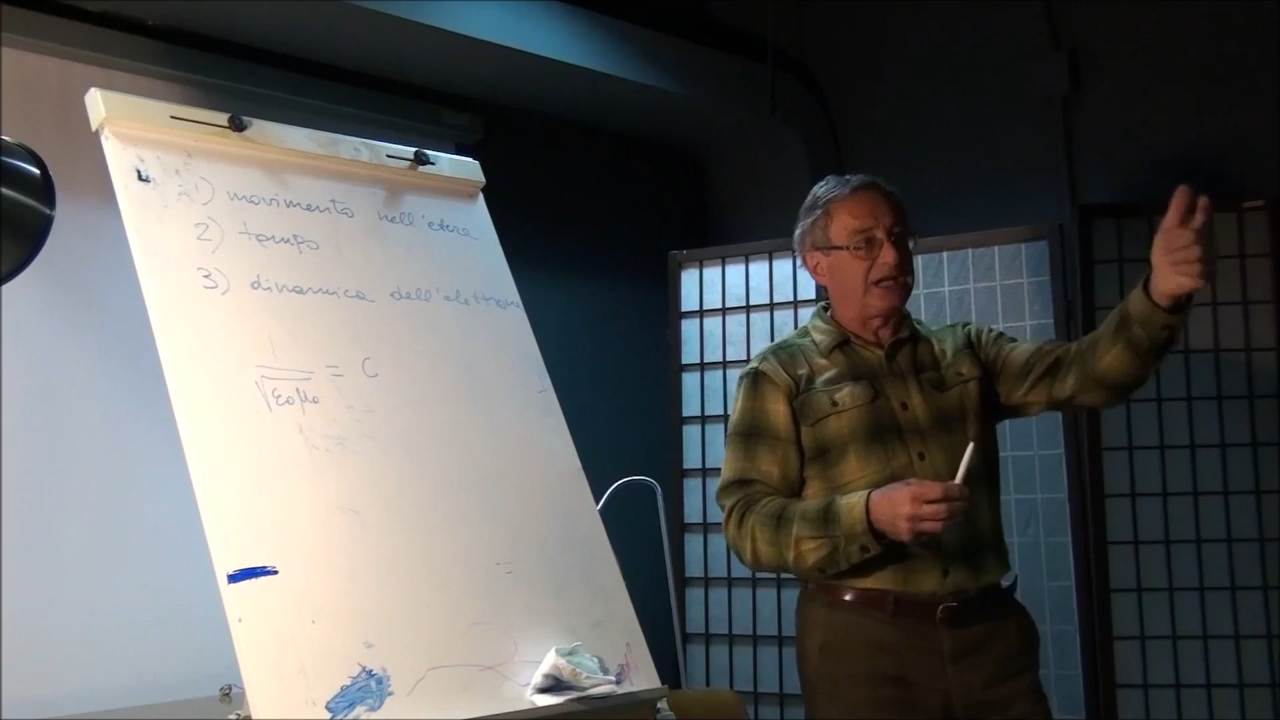 1) movimento nell'etere
2) tempo
3) dinamica dell'elettrone
1
√ε₀μ₀ = C